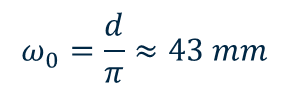 ω₀ = d/π ≈ 43 mm